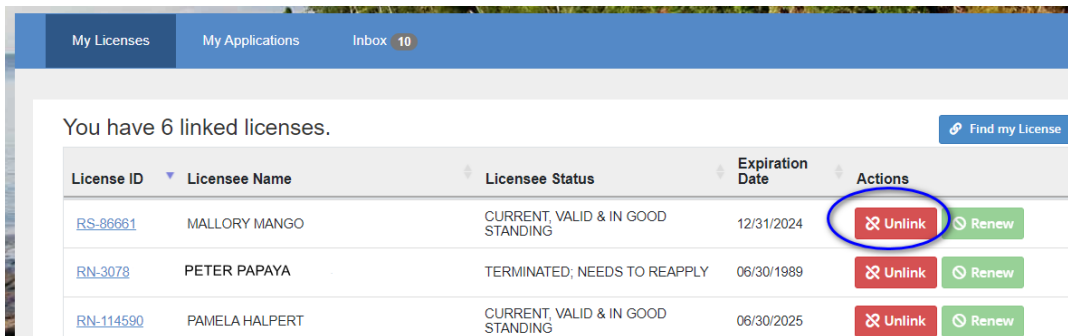 My Licenses My Applications Inbox 10
You have 6 linked licenses.
Find my License
License ID Licensee Name Licensee Status Expiration Date Actions
RS-86661 MALLORY MANGO CURRENT, VALID & IN GOOD STANDING 12/31/2024 Unlink Renew
RN-3078 PETER PAPAYA TERMINATED; NEEDS TO REAPPLY 06/30/1989 Unlink Renew
RN-114590 PAMELA HALPERT CURRENT, VALID & IN GOOD STANDING 06/30/2025 Unlink Renew